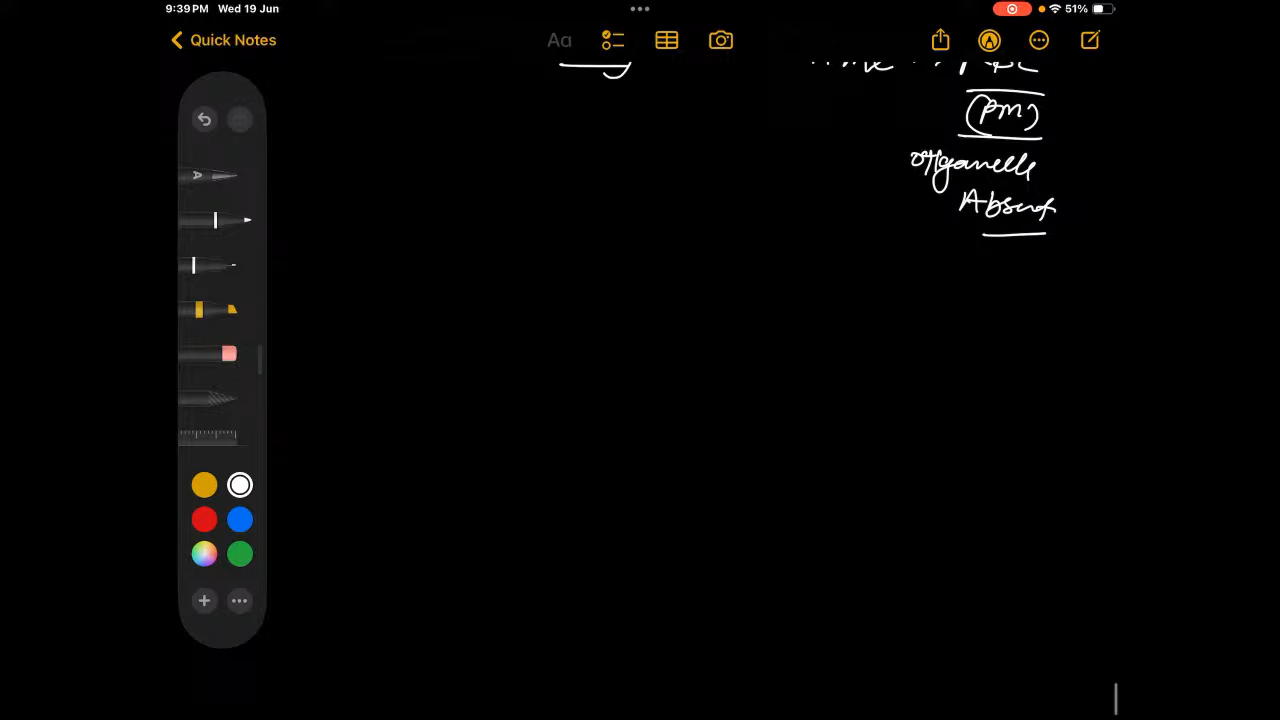 9:39 PM Wed 19 Jun
51%
Quick Notes
Aa
(PM)
Organelle
Absent
A